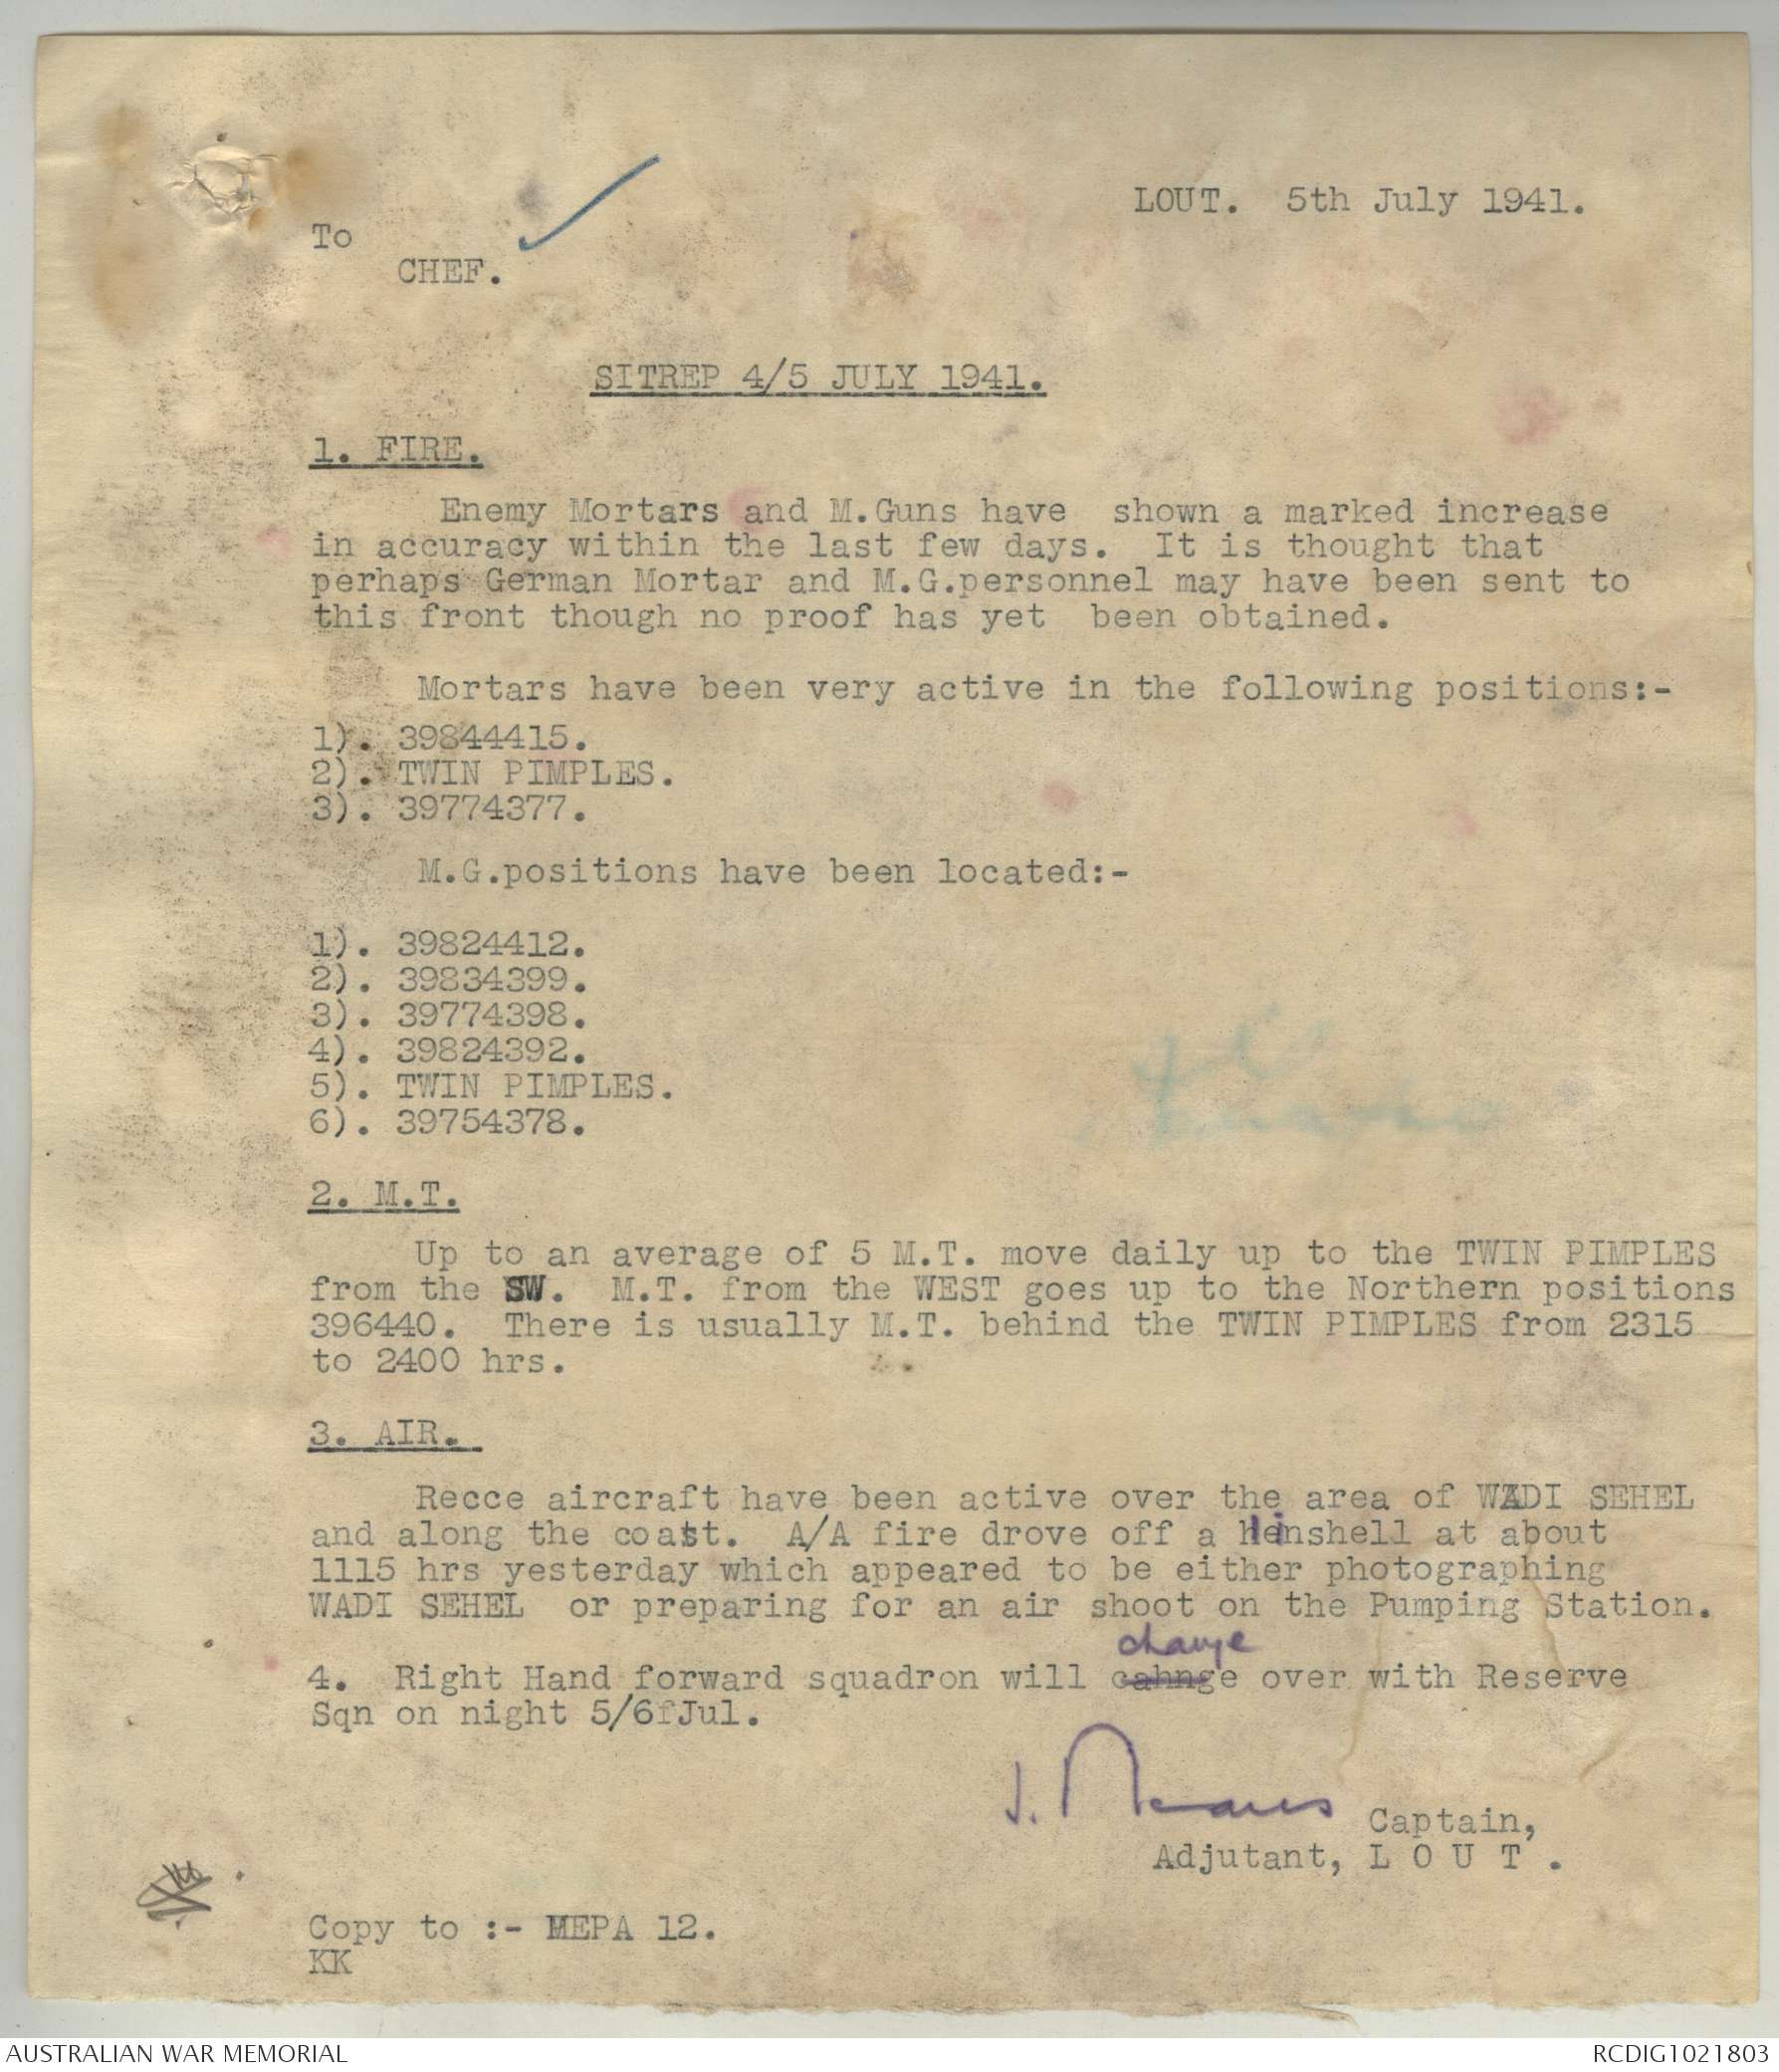 LOUT. 5th July 1941.
To
CHEF.
SITREP 4/5 JULY 1941.
1. FIRE.
Enemy Mortars and M.Guns have shown a marked increase
in accuracy within the last few days. It is thought that
perhaps German Mortar and M.G.personnel may have been sent to
this front though no proof has yet been obtained.
Mortars have been very active in the following positions:-
1). 39844415.
2). TWIN PIMPLES.
3). 39774377.
M.G.positions have been located:-
1). 39824412.
2). 39834399.
3). 39774398.
4). 39824392.
5). TWIN PIMPLES.
6). 39754378.
2. M.T.
Up to an average of 5 M.T. move daily up to the TWIN PIMPLES
from the SW. M.T. from the WEST goes up to the Northern positions
396440. There is usually M.T. behind the TWIN PIMPLES from 2315
to 2400 hrs.
3. AIR.
Recce aircraft have been active over the area of WADI SEHEL
and along the coast. A/A fire drove off a Heinshell at about
1115 hrs yesterday which appeared to be either photographing
WADI SEHEL or preparing for an air shoot on the Pumping Station.
change
4. Right Hand forward squadron will cahnge over with Reserve
Sqn on night 5/6fJul.
Captain,
Adjutant, L O U T .
Copy to :- MEPA 12.
KK
AUSTRALIAN WAR MEMORIAL
RCDIG1021803